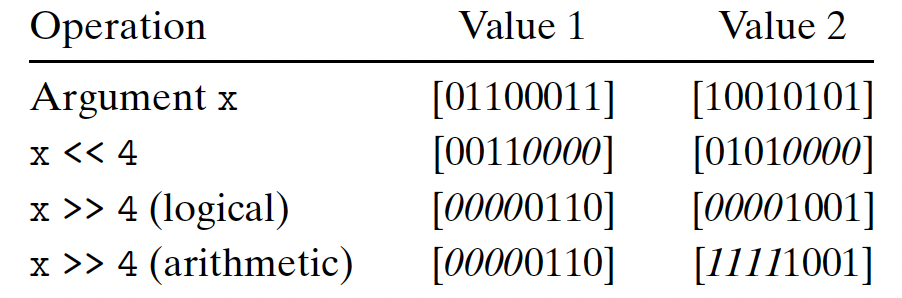 Operation Value 1 Value 2
Argument x [01100011] [10010101]
x << 4 [00110000] [01010000]
x >> 4 (logical) [00000110] [00001001]
x >> 4 (arithmetic) [00000110] [11111001]